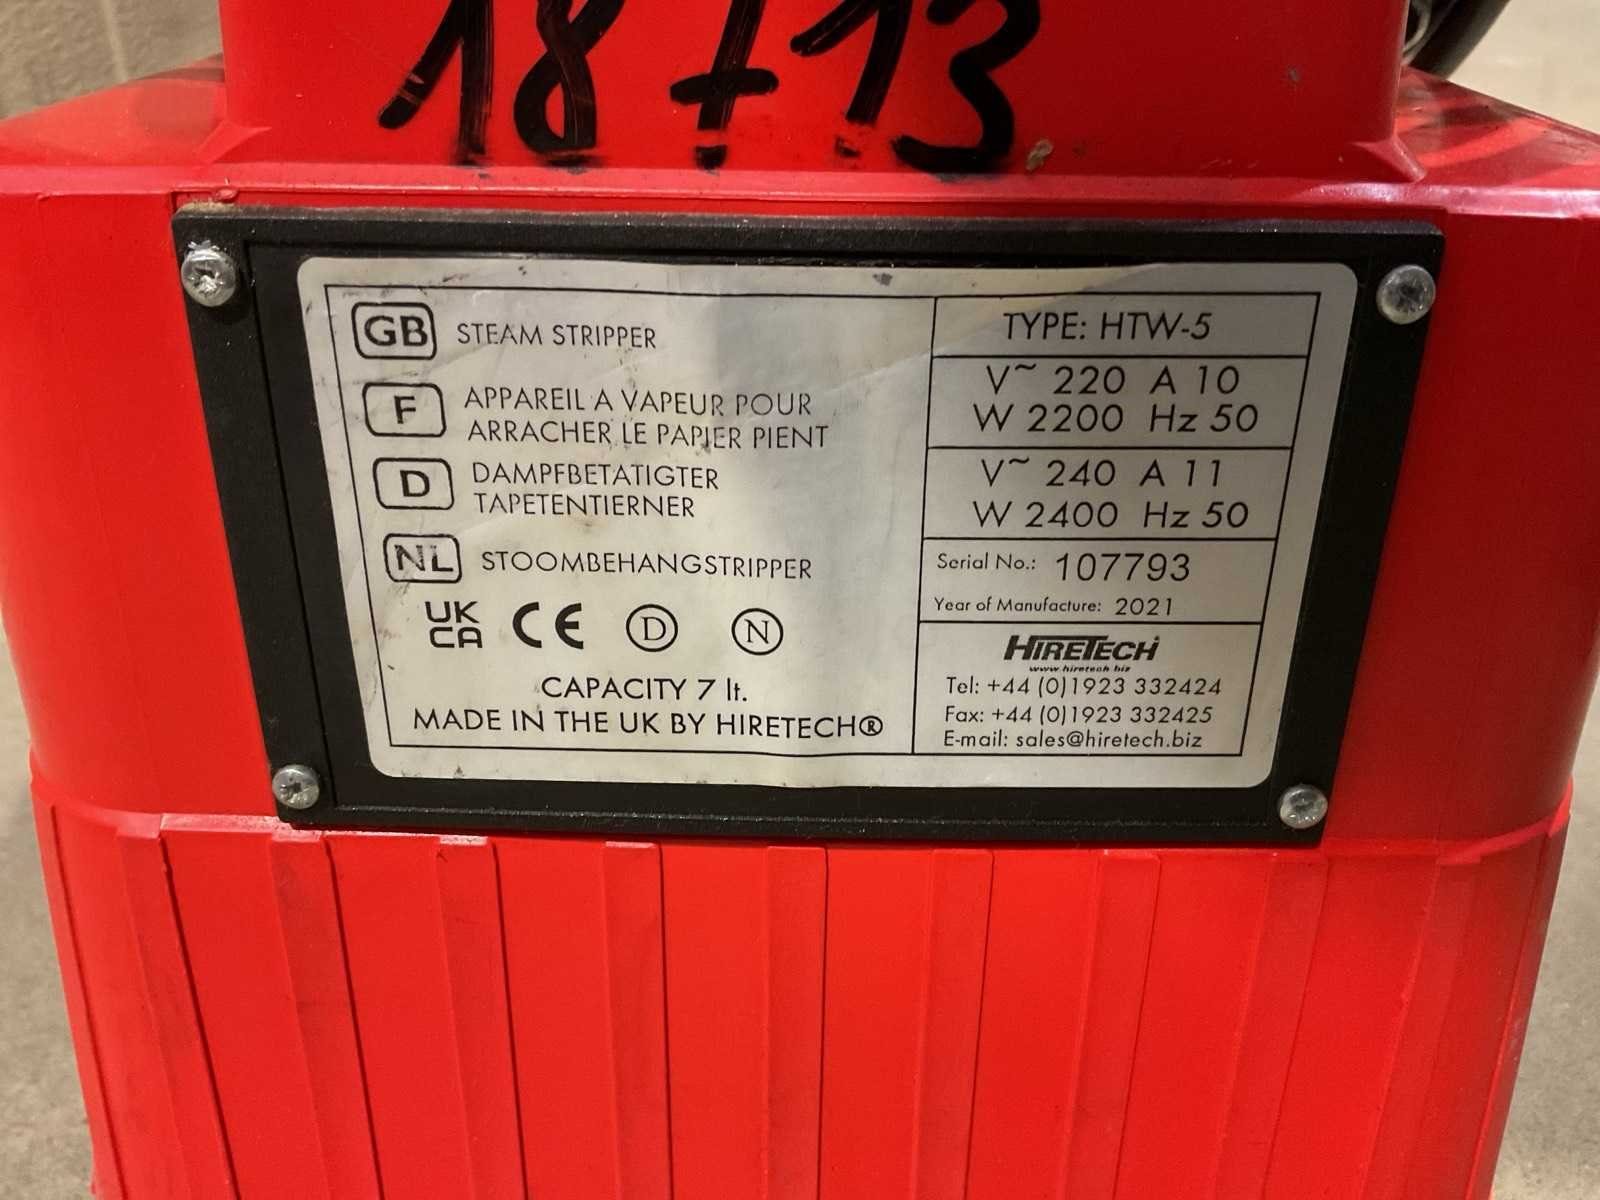 18713
GB STEAM STRIPPER
F APPAREIL A VAPEUR POUR
ARRACHER LE PAPIER PIENT
D DAMPFBETATIGTER
TAPETENTIERNER
NL STOOMBEHANGSTRIPPER
UK
CA CE D N
CAPACITY 7 lt.
MADE IN THE UK BY HIRETECH®
TYPE: HTW-5
V~ 220 A 10
W 2200 Hz 50
V~ 240 A 11
W 2400 Hz 50
Serial No.: 107793
Year of Manufacture: 2021
HIRETECH
www.hiretech.biz
Tel: +44 (0)1923 332424
Fax: +44 (0)1923 332425
E-mail: sales@hiretech.biz